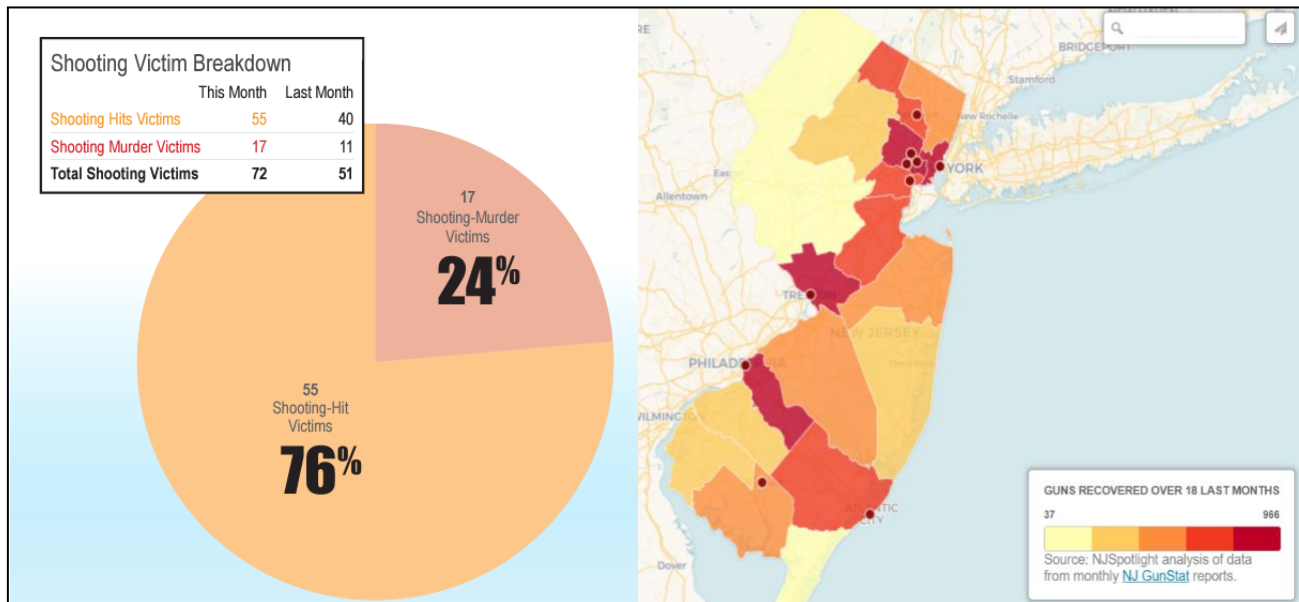 Shooting Victim Breakdown
This Month Last Month
Shooting Hits Victims 55 40
Shooting Murder Victims 17 11
Total Shooting Victims 72 51
17
Shooting-Murder
Victims
24%
55
Shooting-Hit
Victims
76%
BRIDGEPORT
Stamford
New Rochelle
YORK
Allentown
TRE
NEW JERSEY
PHILADELPHIA
WILMINGTON
ATLANTIC
CITY
Dover
GUNS RECOVERED OVER 18 LAST MONTHS
37 966
Source: NJSpotlight analysis of data
from monthly NJ GunStat reports.